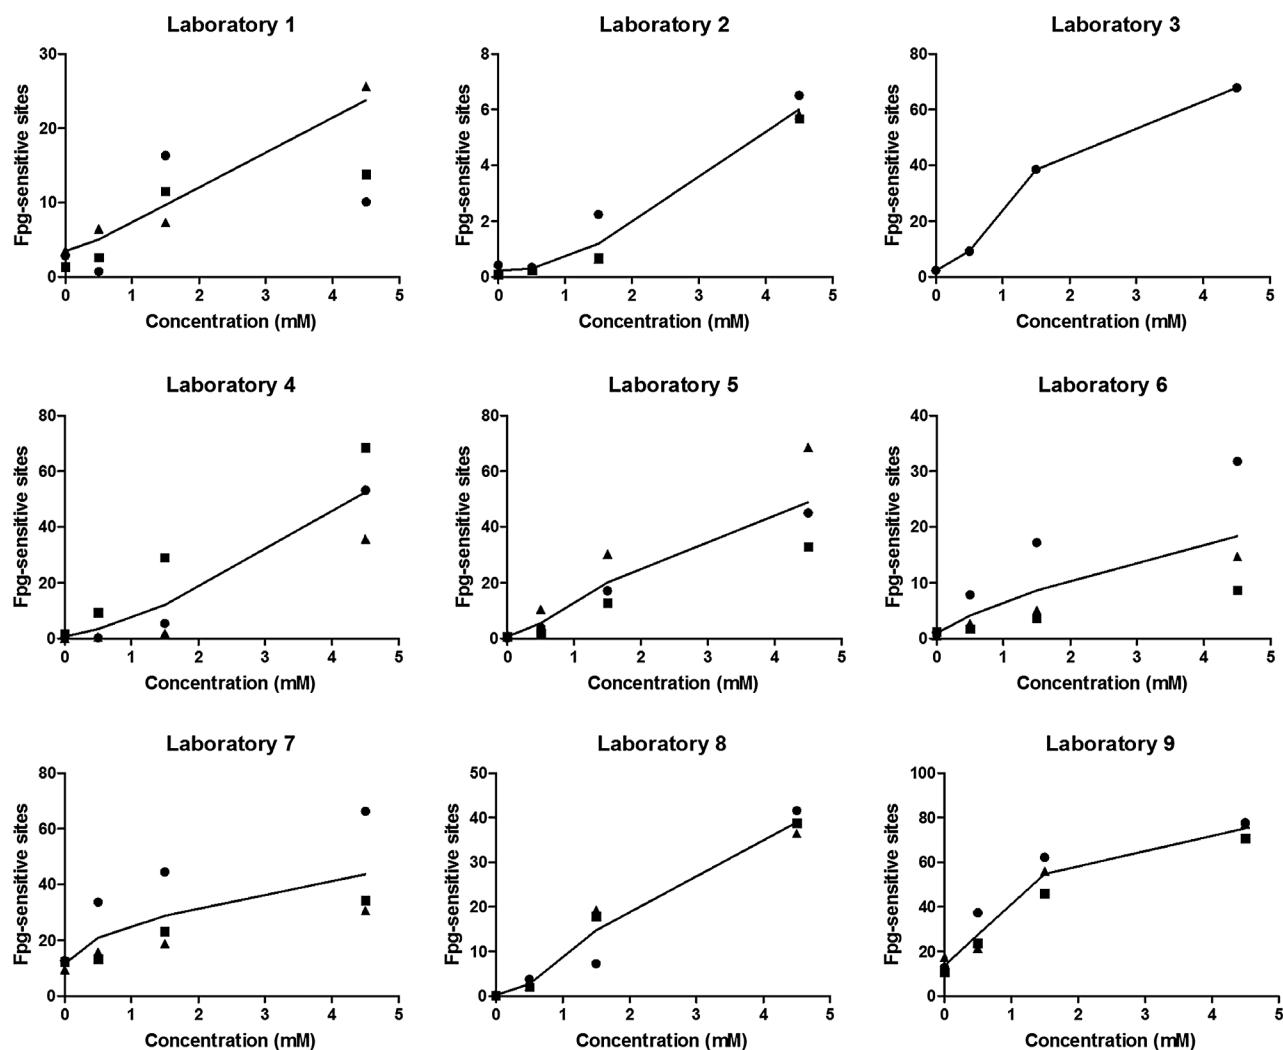 Laboratory 1
30
20
10
0
Fpg-sensitive sites
0 1 2 3 4 5
Concentration (mM)
Laboratory 2
8
6
4
2
0
Fpg-sensitive sites
0 1 2 3 4 5
Concentration (mM)
Laboratory 3
80
60
40
20
0
Fpg-sensitive sites
0 1 2 3 4 5
Concentration (mM)
Laboratory 4
80
60
40
20
0
Fpg-sensitive sites
0 1 2 3 4 5
Concentration (mM)
Laboratory 5
80
60
40
20
0
Fpg-sensitive sites
0 1 2 3 4 5
Concentration (mM)
Laboratory 6
40
30
20
10
0
Fpg-sensitive sites
0 1 2 3 4 5
Concentration (mM)
Laboratory 7
80
60
40
20
0
Fpg-sensitive sites
0 1 2 3 4 5
Concentration (mM)
Laboratory 8
50
40
30
20
10
0
Fpg-sensitive sites
0 1 2 3 4 5
Concentration (mM)
Laboratory 9
100
80
60
40
20
0
Fpg-sensitive sites
0 1 2 3 4 5
Concentration (mM)